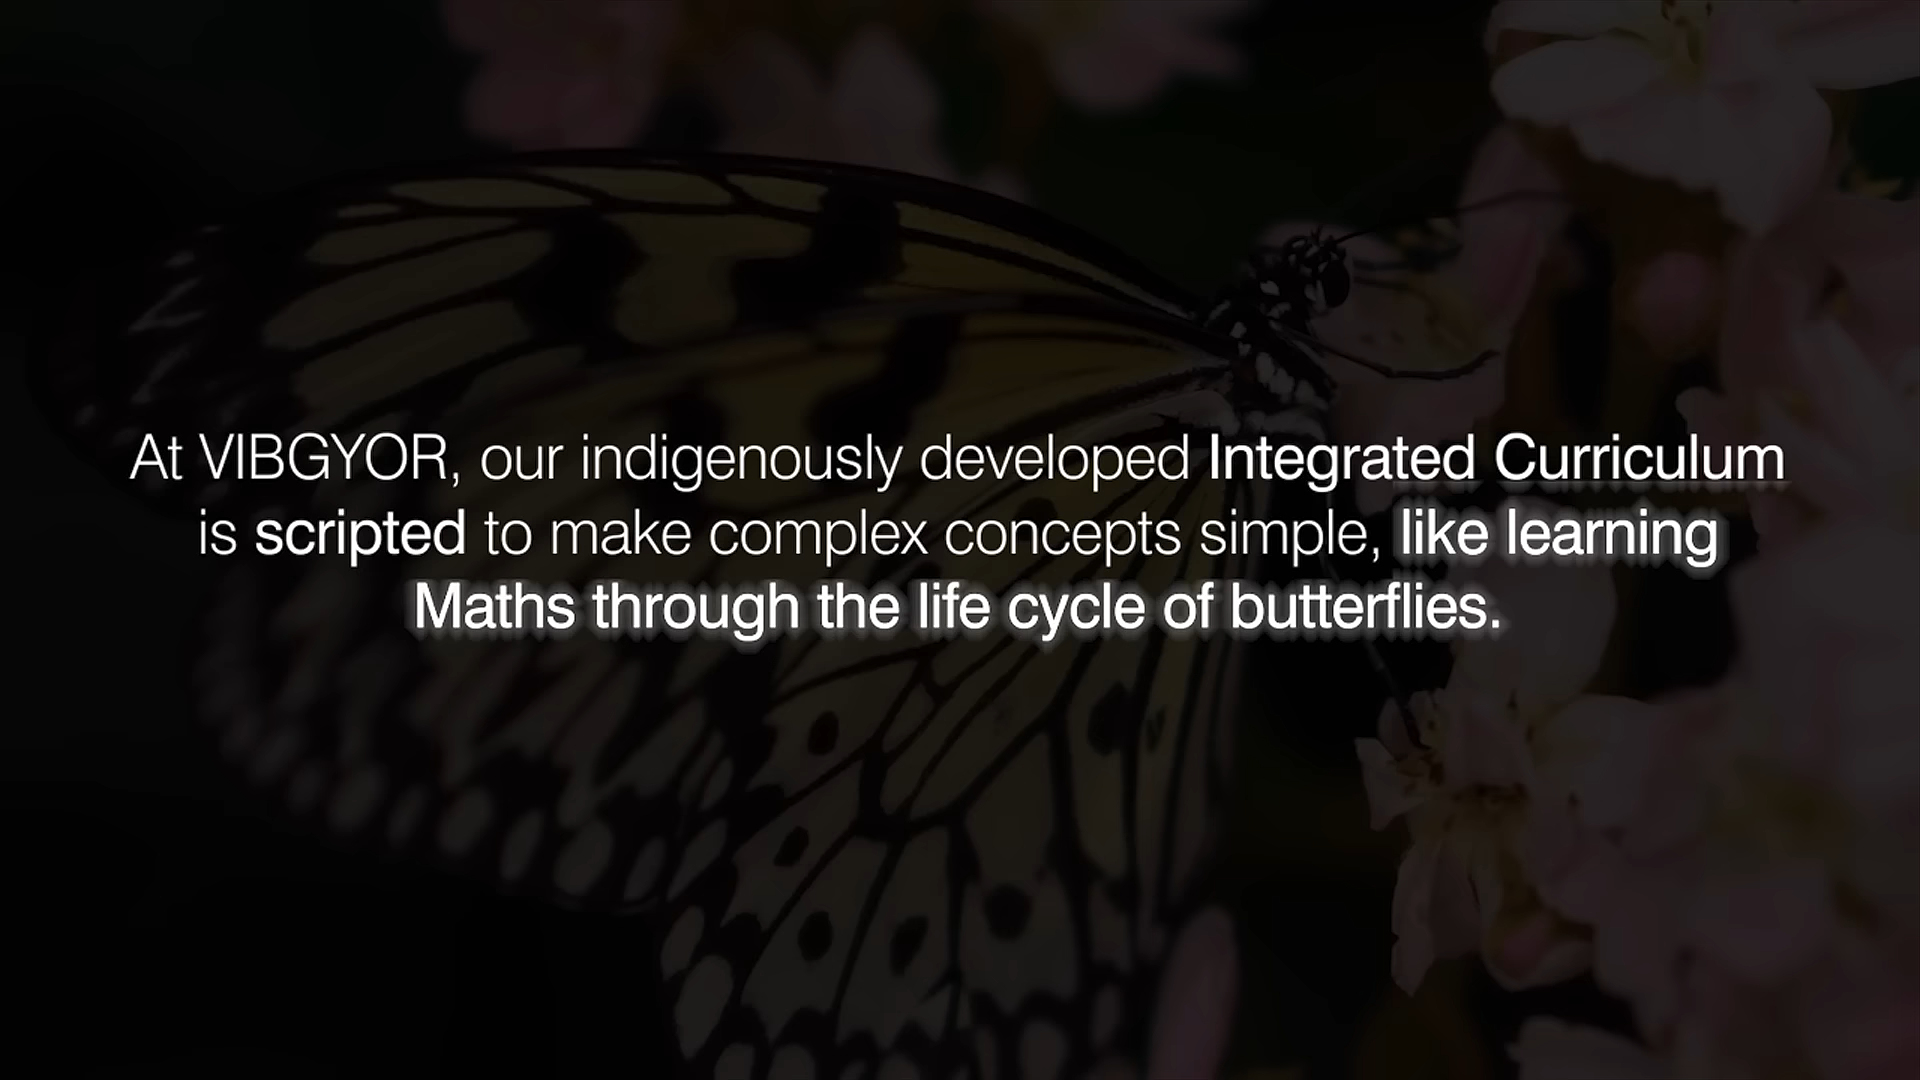 At VIBGYOR, our indigenously developed Integrated Curriculum
is scripted to make complex concepts simple, like learning
Maths through the life cycle of butterflies.